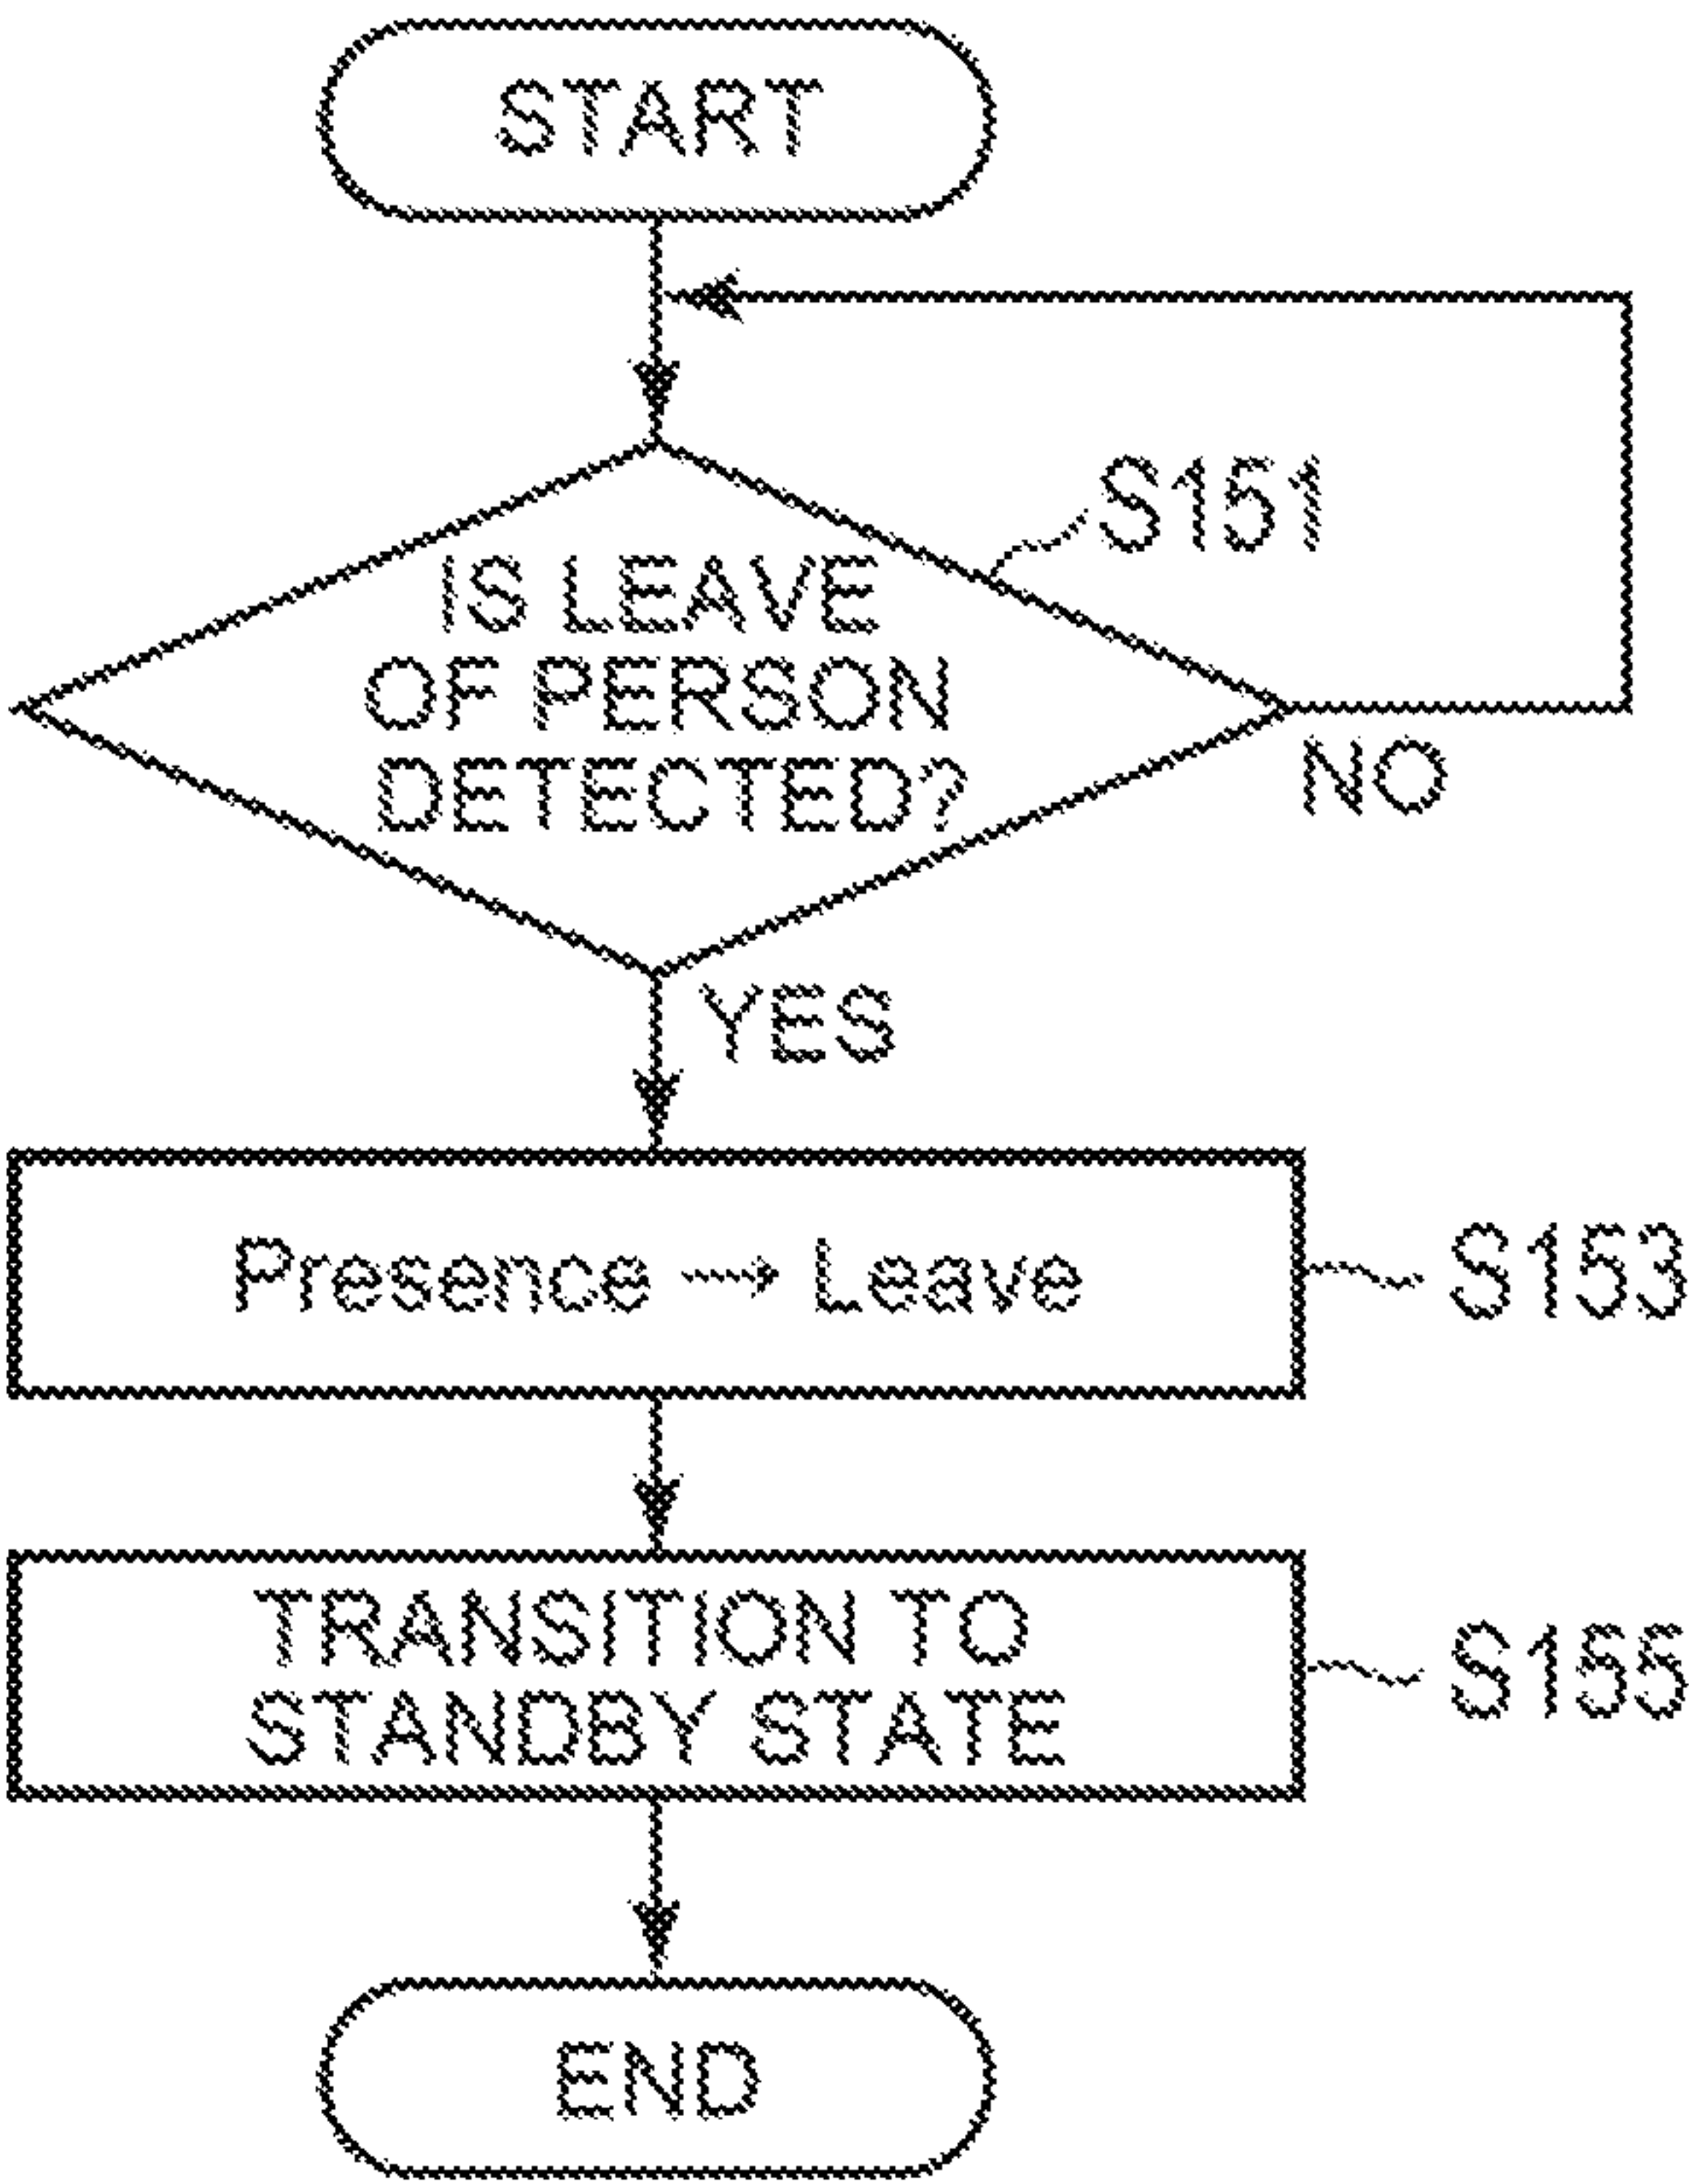 START
S151
IS LEAVE
OF PERSON
DETECTED?
NO
YES
Presence → Leave
S153
TRANSITION TO
STANDBY STATE
S155
END